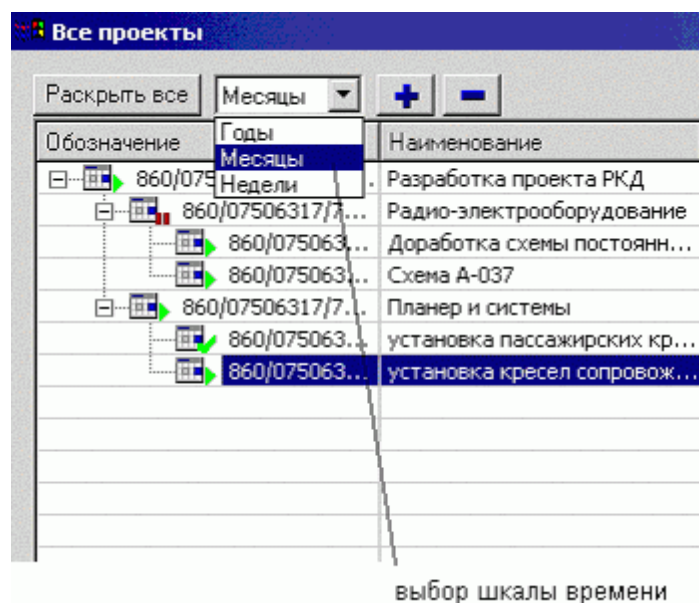 Все проекты
Раскрыть все Месяцы
Обозначение Годы Наименование
Месяцы
Недели
860/075 . Разработка проекта РКД
860/07506317/7... Радио-электрооборудование
860/075063... Доработка схемы постоянн...
860/075063... Схема А-037
860/07506317/7... Планер и системы
860/075063... установка пассажирских кр...
860/075063... установка кресел сопровож...
выбор шкалы времени